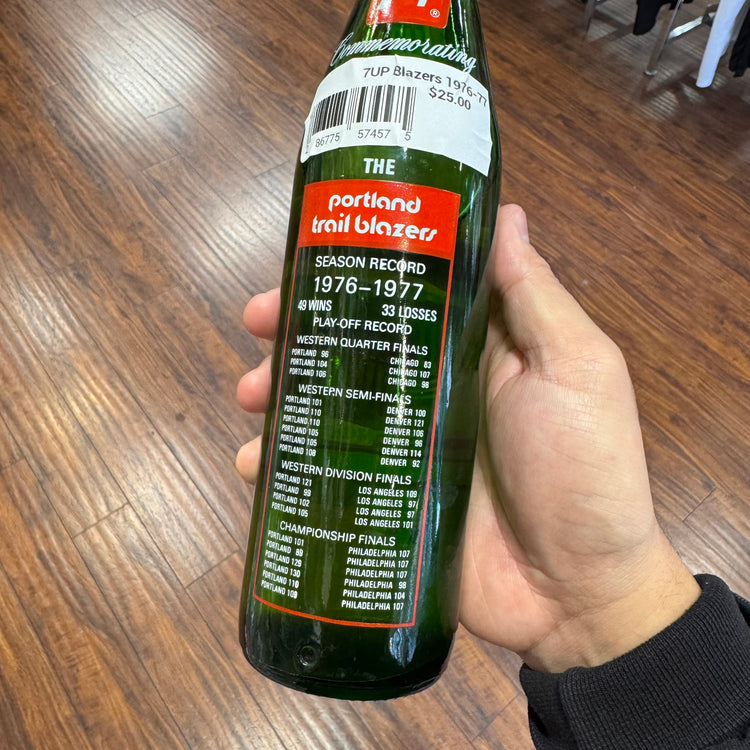 Commemorating
7UP Blazers 1976-77
$25.00
86775 57457 5
THE
portland
trail blazers
SEASON RECORD
1976–1977
49 WINS 33 LOSSES
PLAY-OFF RECORD
WESTERN QUARTER FINALS
PORTLAND 96 CHICAGO 83
PORTLAND 104 CHICAGO 107
PORTLAND 106 CHICAGO 98
WESTERN SEMI-FINALS
PORTLAND 101 DENVER 100
PORTLAND 110 DENVER 121
PORTLAND 110 DENVER 106
PORTLAND 105 DENVER 96
PORTLAND 105 DENVER 114
PORTLAND 108 DENVER 92
WESTERN DIVISION FINALS
PORTLAND 121 LOS ANGELES 109
PORTLAND 99 LOS ANGELES 97
PORTLAND 102 LOS ANGELES 97
PORTLAND 105 LOS ANGELES 101
CHAMPIONSHIP FINALS
PORTLAND 101 PHILADELPHIA 107
PORTLAND 89 PHILADELPHIA 107
PORTLAND 129 PHILADELPHIA 107
PORTLAND 130 PHILADELPHIA 98
PORTLAND 110 PHILADELPHIA 104
PORTLAND 109 PHILADELPHIA 107